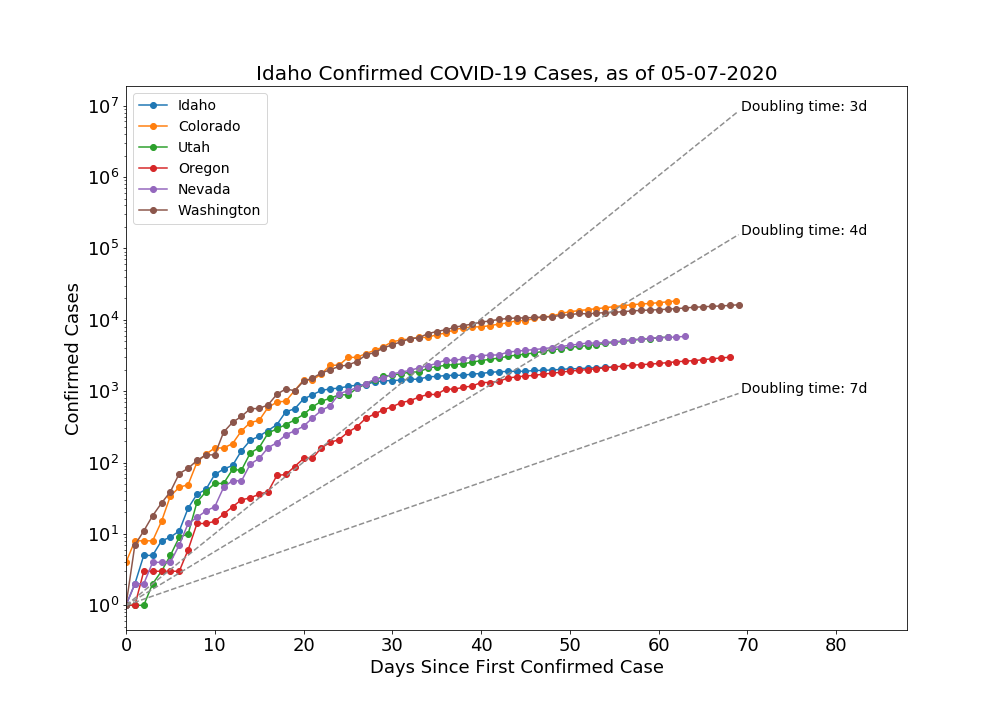 Idaho Confirmed COVID-19 Cases, as of 05-07-2020
Idaho
Colorado
Utah
Oregon
Nevada
Washington
Doubling time: 3d
Doubling time: 4d
Doubling time: 7d
Confirmed Cases
10⁷
10⁶
10⁵
10⁴
10³
10²
10¹
10⁰
0 10 20 30 40 50 60 70 80
Days Since First Confirmed Case